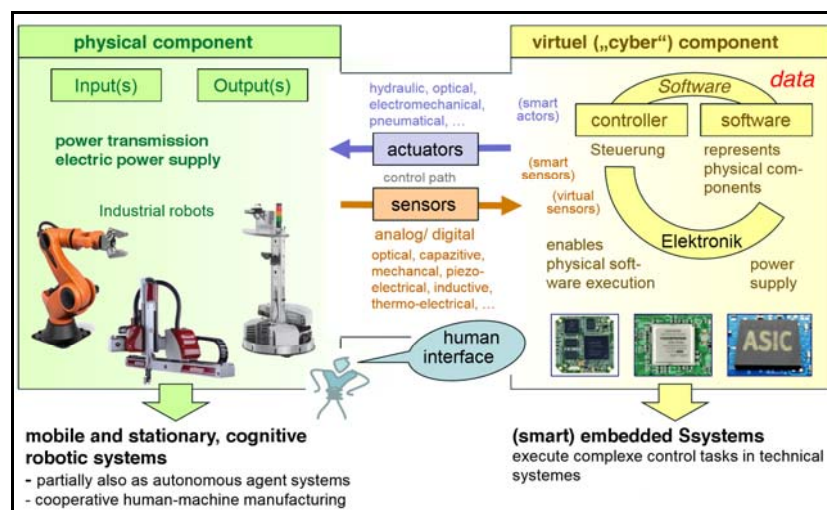 physical component
Input(s)
Output(s)
power transmission
electric power supply
Industrial robots
hydraulic, optical,
electromechanical,
pneumatical, …
(smart
actors)
actuators
control path
(smart
sensors)
sensors
(virtual
sensors)
analog/ digital
optical, capazitive,
mechancal, piezo-
electrical, inductive,
thermo-electrical, …
human
interface
virtuel („cyber“) component
data
Software
controller
software
Steuerung
represents
physical com-
ponents
Elektronik
enables
physical soft-
ware execution
power
supply
ASIC
mobile and stationary, cognitive
robotic systems
- partially also as autonomous agent systems
- cooperative human-machine manufacturing
(smart) embedded Ssystems
execute complexe control tasks in technical
systemes